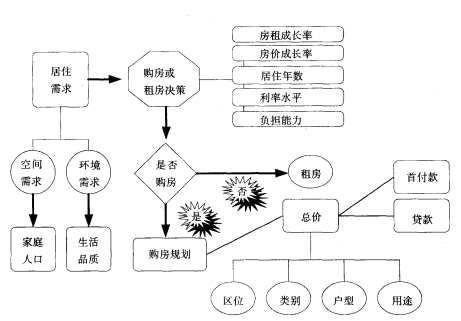 房租成长率
房价成长率
居住年数
利率水平
负担能力
居住
需求
购房或
租房决策
空间
需求
环境
需求
是否
购房
否
租房
首付款
是
总价
贷款
家庭
人口
生活
品质
购房规划
区位
类别
户型
用途